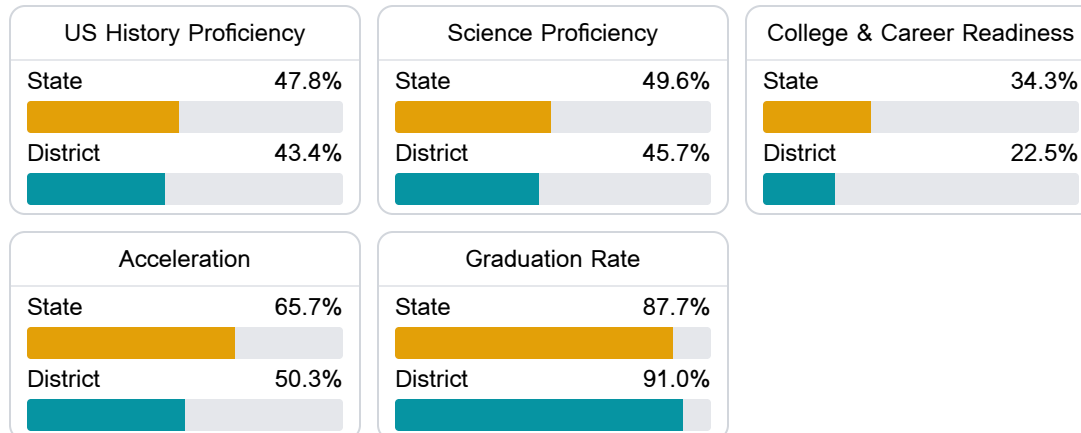 US History Proficiency
State 47.8%
District 43.4%
Science Proficiency
State 49.6%
District 45.7%
College & Career Readiness
State 34.3%
District 22.5%
Acceleration
State 65.7%
District 50.3%
Graduation Rate
State 87.7%
District 91.0%